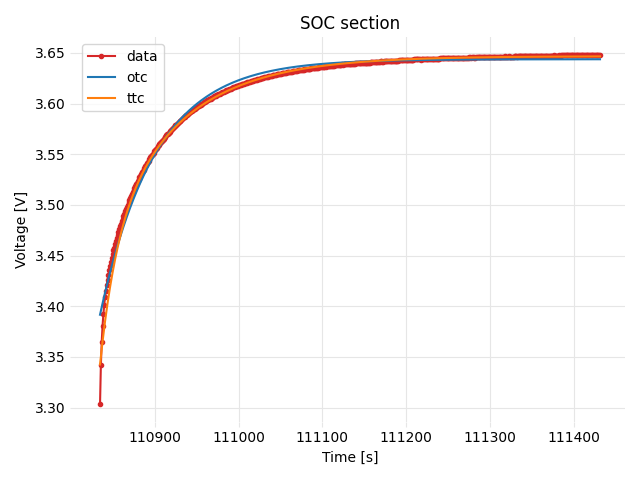 SOC section
data
otc
ttc
3.65
3.60
3.55
3.50
3.45
3.40
3.35
3.30
Voltage [V]
110900 111000 111100 111200 111300 111400
Time [s]